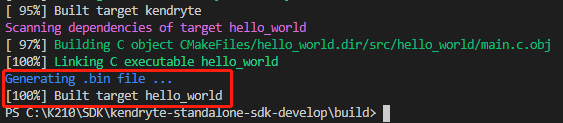 [ 95%] Built target kendryte
Scanning dependencies of target hello_world
[ 97%] Building C object CMakeFiles/hello_world.dir/src/hello_world/main.c.obj
[100%] Linking C executable hello_world
Generating .bin file ...
[100%] Built target hello_world
PS C:\K210\SDK\kendryte-standalone-sdk-develop\build>